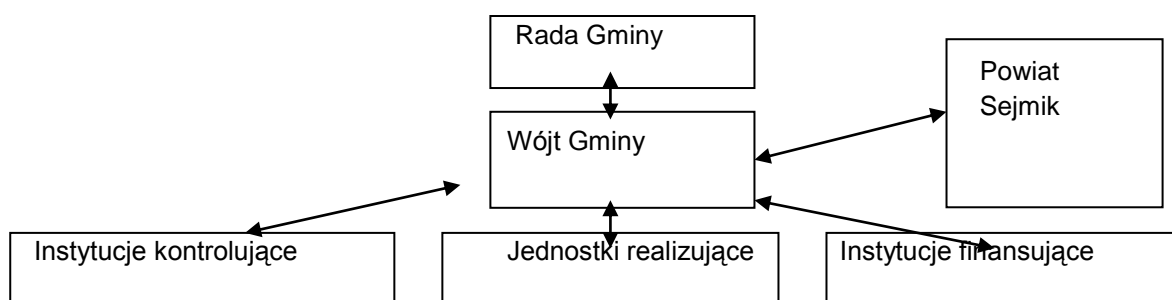 Rada Gminy
Powiat
Sejmik
Wójt Gminy
Instytucje kontrolujące
Jednostki realizujące
Instytucje finansujące